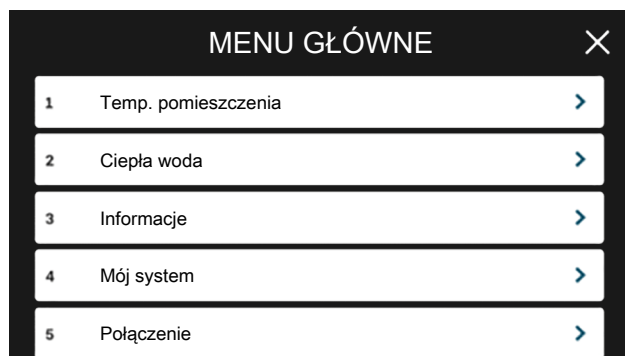 MENU GŁÓWNE
1 Temp. pomieszczenia
2 Ciepła woda
3 Informacje
4 Mój system
5 Połączenie